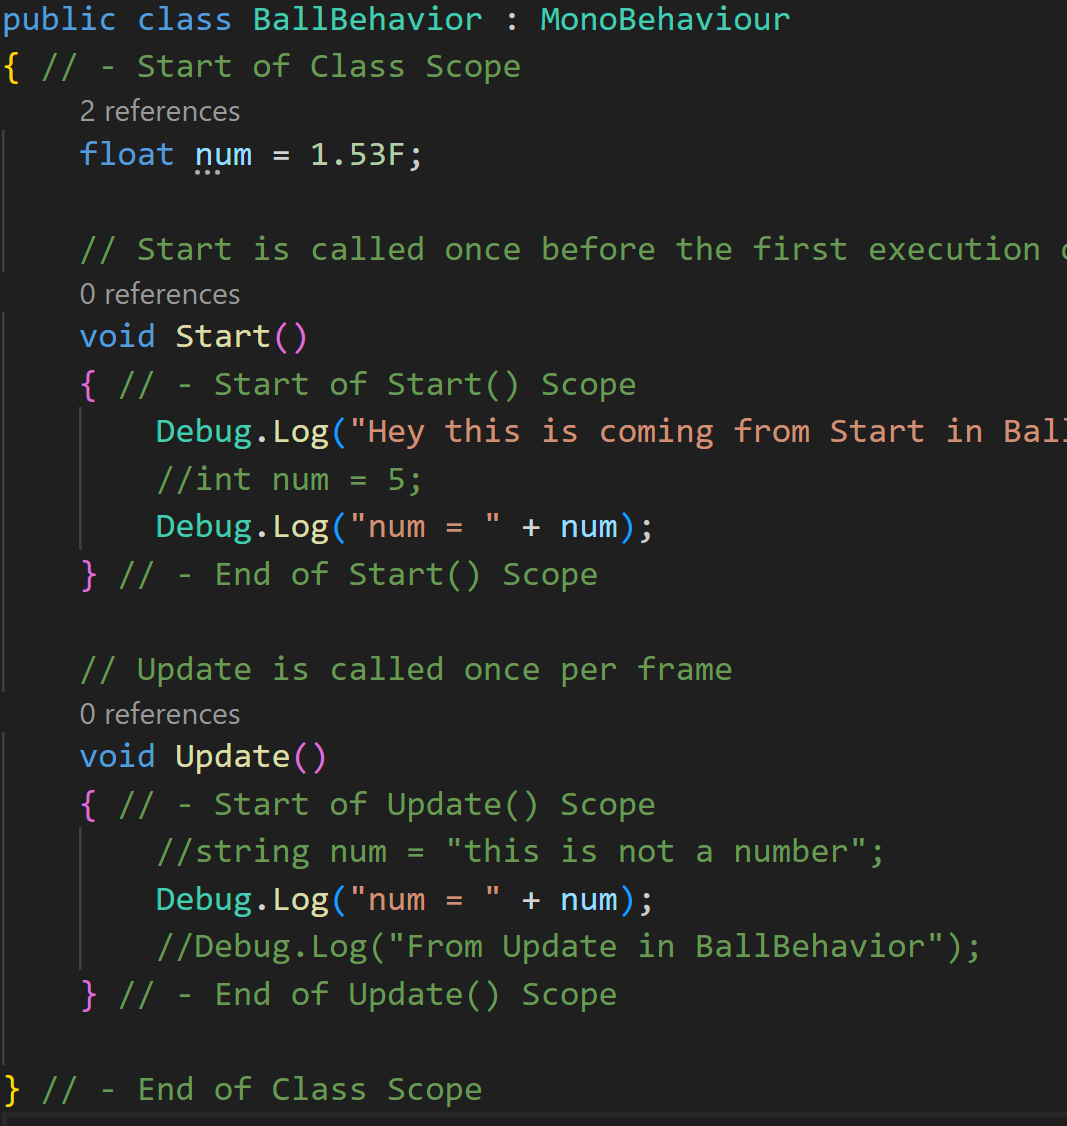 public class BallBehavior : MonoBehaviour
{ // - Start of Class Scope
2 references
float num = 1.53F;
// Start is called once before the first execution
0 references
void Start()
{ // - Start of Start() Scope
Debug.Log("Hey this is coming from Start in Ball
//int num = 5;
Debug.Log("num = " + num);
} // - End of Start() Scope
// Update is called once per frame
0 references
void Update()
{ // - Start of Update() Scope
//string num = "this is not a number";
Debug.Log("num = " + num);
//Debug.Log("From Update in BallBehavior");
} // - End of Update() Scope
} // - End of Class Scope